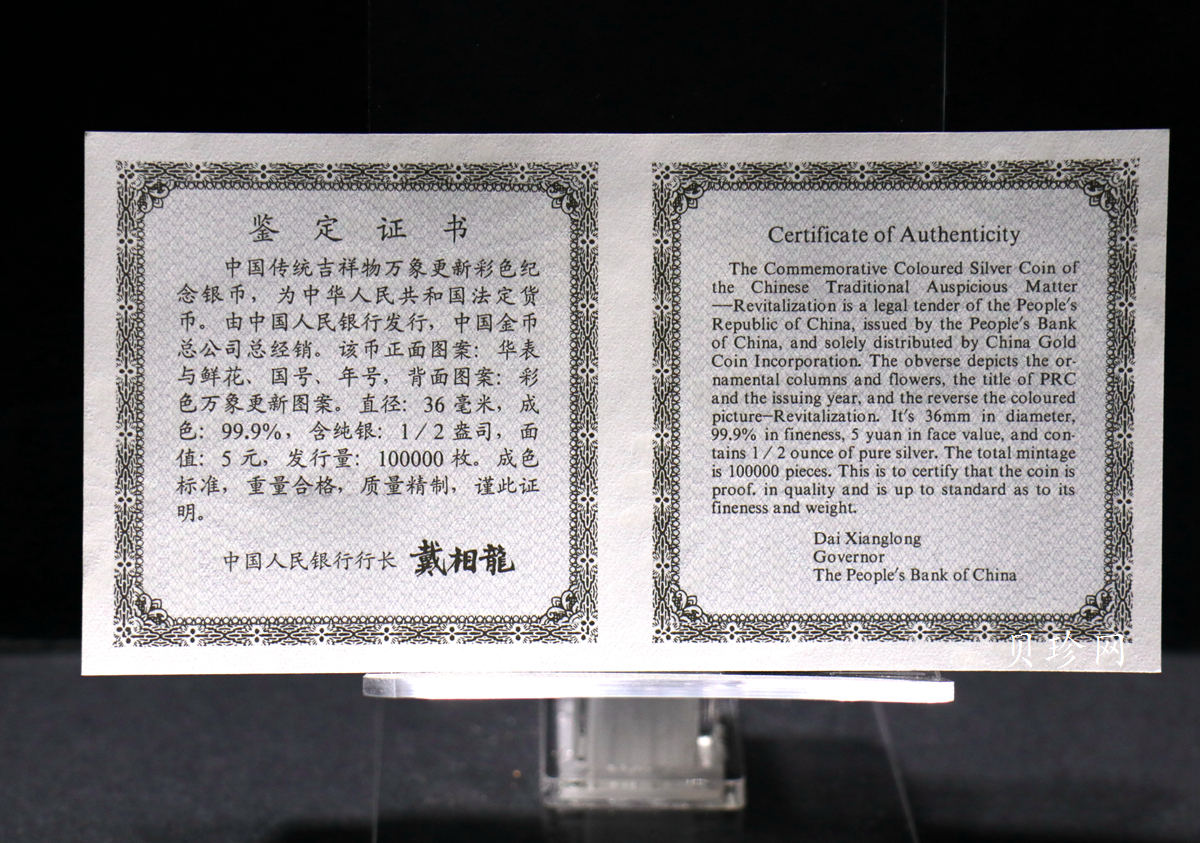 鉴定证书
中国传统吉祥物万象更新彩色纪
念银币，为中华人民共和国法定货
币。由中国人民银行发行，中国金币
总公司总经销。该币正面图案：华表
与鲜花、国号、年号，背面图案：彩
色万象更新图案。直径：36毫米，成
色：99.9%，含纯银：1/2盎司，面
值：5元，发行量：100000枚。成色
标准，重量合格，质量精制，谨此证
明。
中国人民银行行长 戴相龍
Certificate of Authenticity
The Commemorative Coloured Silver Coin of
the Chinese Traditional Auspicious Matter
—Revitalization is a legal tender of the People's
Republic of China, issued by the People's Bank
of China, and solely distributed by China Gold
Coin Incorporation. The obverse depicts the or-
namental columns and flowers, the title of PRC
and the issuing year, and the reverse the coloured
picture—Revitalization. It's 36mm in diameter,
99.9% in fineness, 5 yuan in face value, and con-
tains 1/2 ounce of pure silver. The total mintage
is 100000 pieces. This is to certify that the coin is
proof. in quality and is up to standard as to its
fineness and weight.
Dai Xianglong
Governor
The People's Bank of China
贝珍网